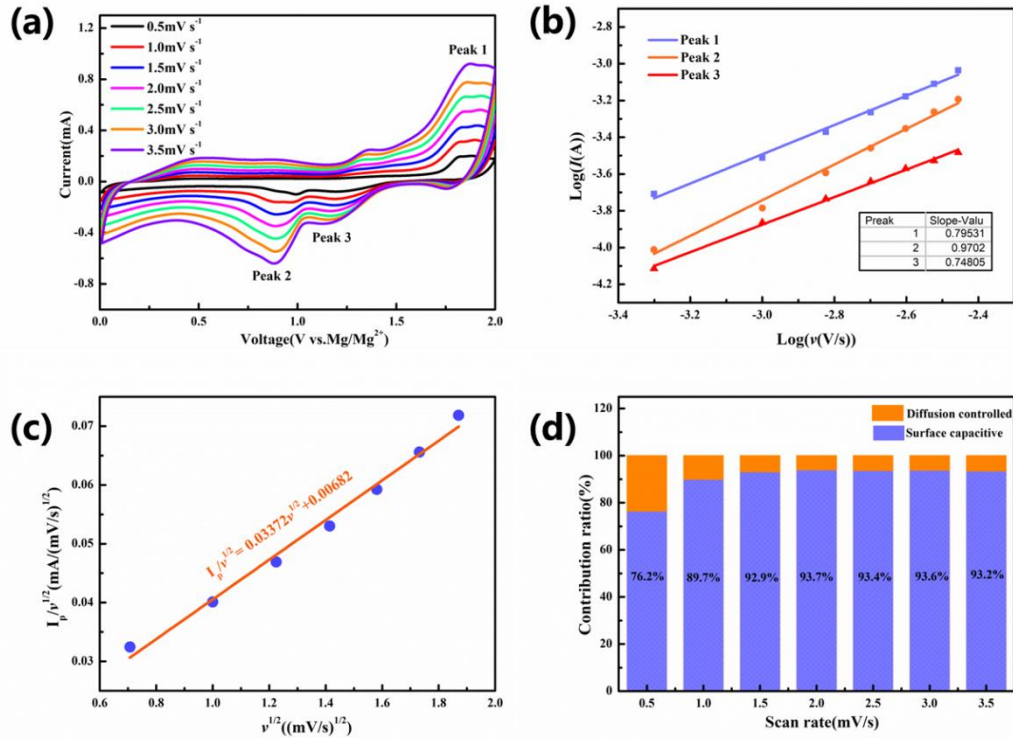 (a)
1.2
0.8
0.4
0.0
-0.4
-0.8
0.5mV s⁻¹
1.0mV s⁻¹
1.5mV s⁻¹
2.0mV s⁻¹
2.5mV s⁻¹
3.0mV s⁻¹
3.5mV s⁻¹
Peak 1
Peak 2
Peak 3
Current(mA)
0.0 0.5 1.0 1.5 2.0
Voltage(V vs.Mg/Mg²⁺)
(b)
-3.0
-3.2
-3.4
-3.6
-3.8
-4.0
-4.2
Peak 1
Peak 2
Peak 3
Log(I(A))
Preak Slope-Valu
1 0.79531
2 0.9702
3 0.74805
-3.4 -3.2 -3.0 -2.8 -2.6 -2.4
Log(v(V/s))
(c)
0.07
0.06
0.05
0.04
0.03
Iₚ/v^1/2(mA/(mV/s)^1/2)
Iₚ/v^1/2= 0.03372v^1/2+0.00682
0.6 0.8 1.0 1.2 1.4 1.6 1.8 2.0
v^1/2((mV/s)^1/2)
(d)
120
100
80
60
40
20
0
Diffusion controlled
Surface capacitive
Contribution ratio(%)
76.2% 89.7% 92.9% 93.7% 93.4% 93.6% 93.2%
0.5 1.0 1.5 2.0 2.5 3.0 3.5
Scan rate(mV/s)